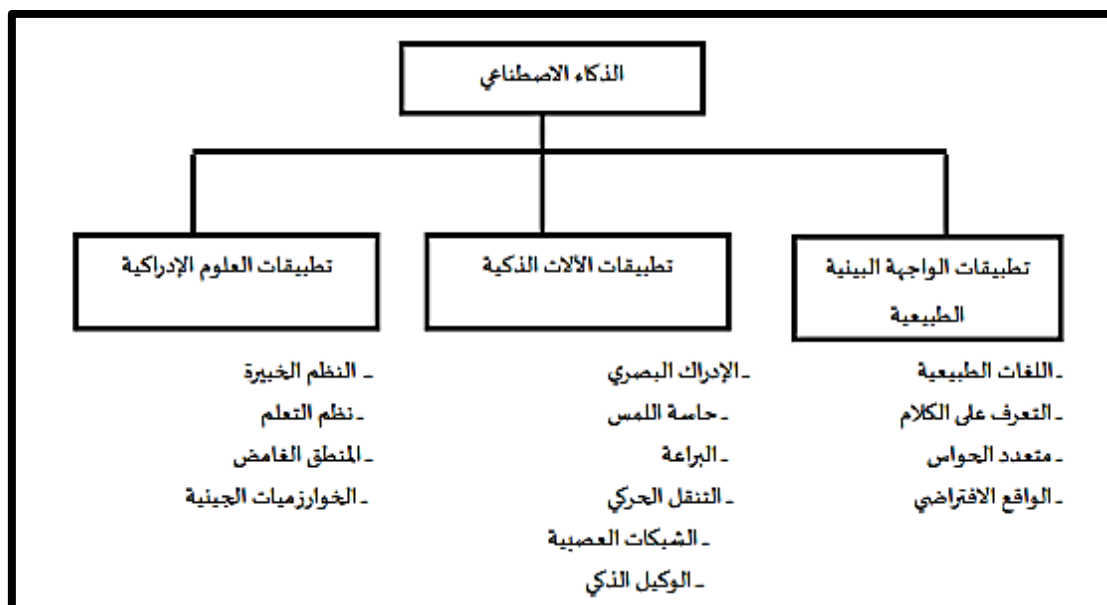 الذكاء الاصطناعي
تطبيقات الواجهة البينية
الطبيعية
ـ اللغات الطبيعية
ـ التعرف على الكلام
ـ متعدد الحواس
ـ الواقع الافتراضي
تطبيقات الآلات الذكية
ـ الإدراك البصري
ـ حاسة اللمس
ـ البراعة
ـ التنقل الحركي
ـ الشبكات العصبية
ـ الوكيل الذكي
تطبيقات العلوم الإدراكية
ـ النظم الخبيرة
ـ نظم التعلم
ـ المنطق الغامض
ـ الخوارزميات الجينية